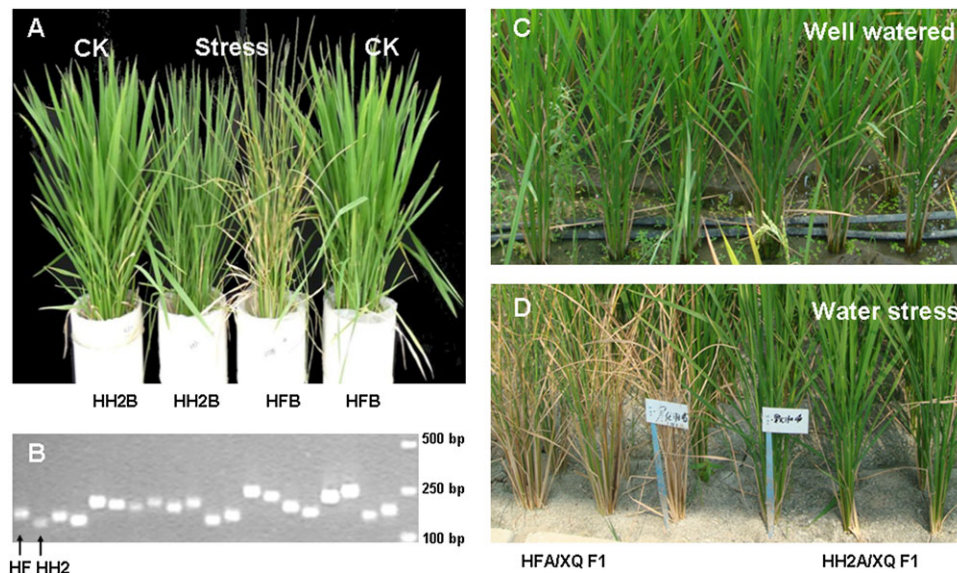 A
CK
Stress
CK
HH2B
HH2B
HFB
HFB
B
500 bp
250 bp
100 bp
HF HH2
C
Well watered
D
Water stress
HFA/XQ F1
HH2A/XQ F1